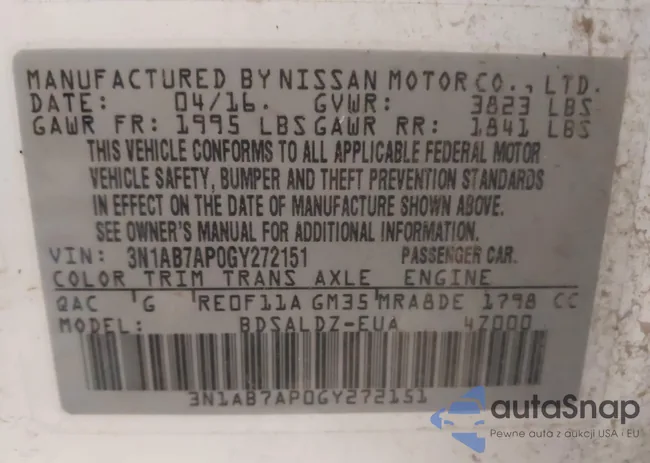 MANUFACTURED BY NISSAN MOTOR CO., LTD.
DATE: 04/16. GVWR: 3823 LBS
GAWR FR: 1995 LBS GAWR RR: 1841 LBS
THIS VEHICLE CONFORMS TO ALL APPLICABLE FEDERAL MOTOR
VEHICLE SAFETY, BUMPER AND THEFT PREVENTION STANDARDS
IN EFFECT ON THE DATE OF MANUFACTURE SHOWN ABOVE.
SEE OWNER'S MANUAL FOR ADDITIONAL INFORMATION.
VIN: 3N1AB7AP0GY272151 PASSENGER CAR.
COLOR TRIM TRANS AXLE ENGINE
QAC G RE0F11A GM35 MRA8DE 1798 CC
MODEL: BDSALDZ-EUA 4Z000
3N1AB7AP0GY272151
autaSnap
Pewne auta z aukcji USA i EU